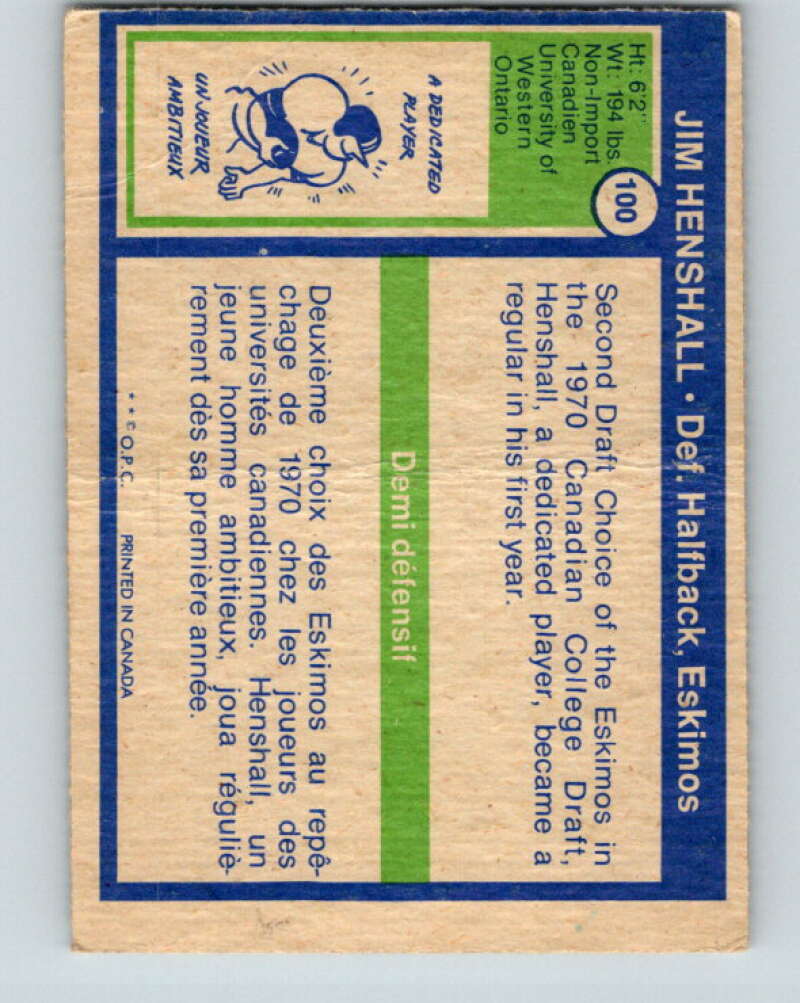 JIM HENSHALL • Def. Halfback, Eskimos
Ht: 6'2"
Wt: 194 lbs.
Non-Import
Canadian
University of
Western
Ontario
100
A DEDICATED
PLAYER
UN JOUEUR
AMBITIEUX
Second Draft Choice of the Eskimos in
the 1970 Canadian College Draft,
Henshall, a dedicated player, became a
regular in his first year.
Demi défensif
Deuxième choix des Eskimos au repê-
chage de 1970 chez les joueurs des
universités canadiennes. Henshall, un
jeune homme ambitieux, joua réguliè-
rement dès sa première année.
* * © O.P.C. PRINTED IN CANADA